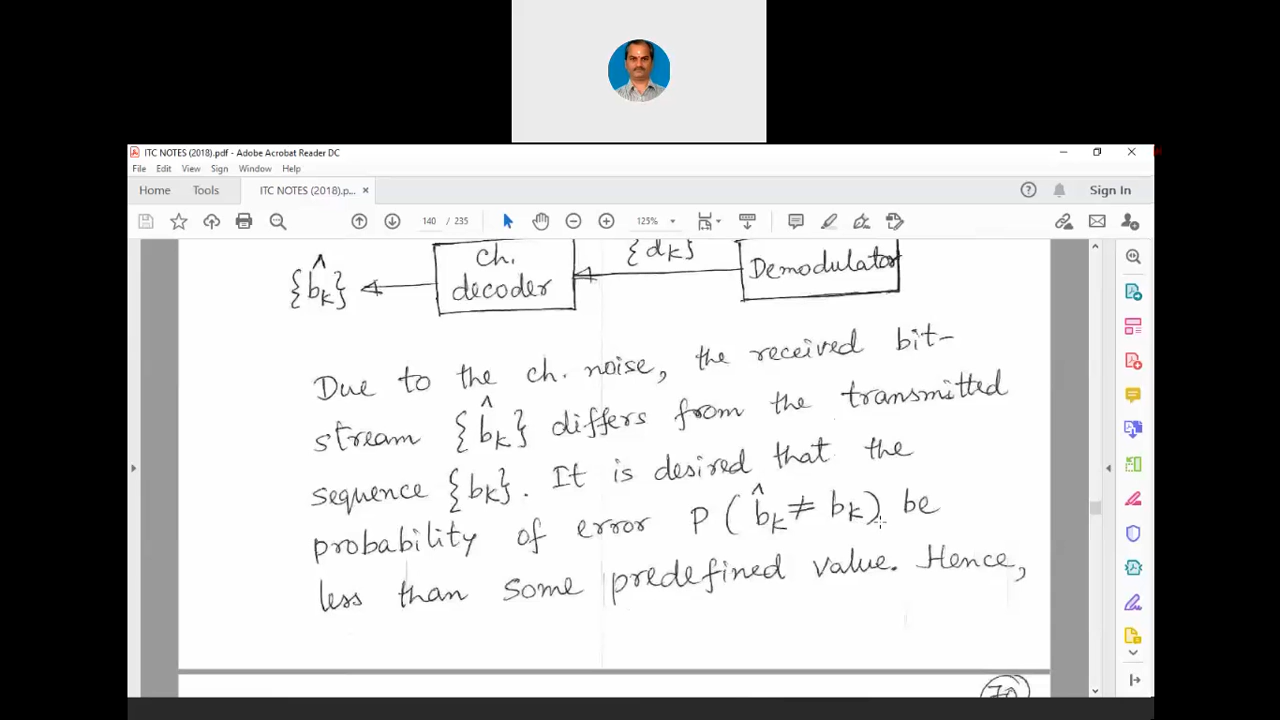 ITC NOTES (2018).pdf - Adobe Acrobat Reader DC
File Edit View Sign Window Help
Home Tools ITC NOTES (2018).p... × Sign In
140 / 235 125%
{b̂k} ch. decoder {dk} Demodulator
Due to the ch. noise, the received bit-
stream {b̂k} differs from the transmitted
sequence {bk}. It is desired that the
probability of error P ( b̂k ≠ bk) be
less than some predefined value. Hence,
70